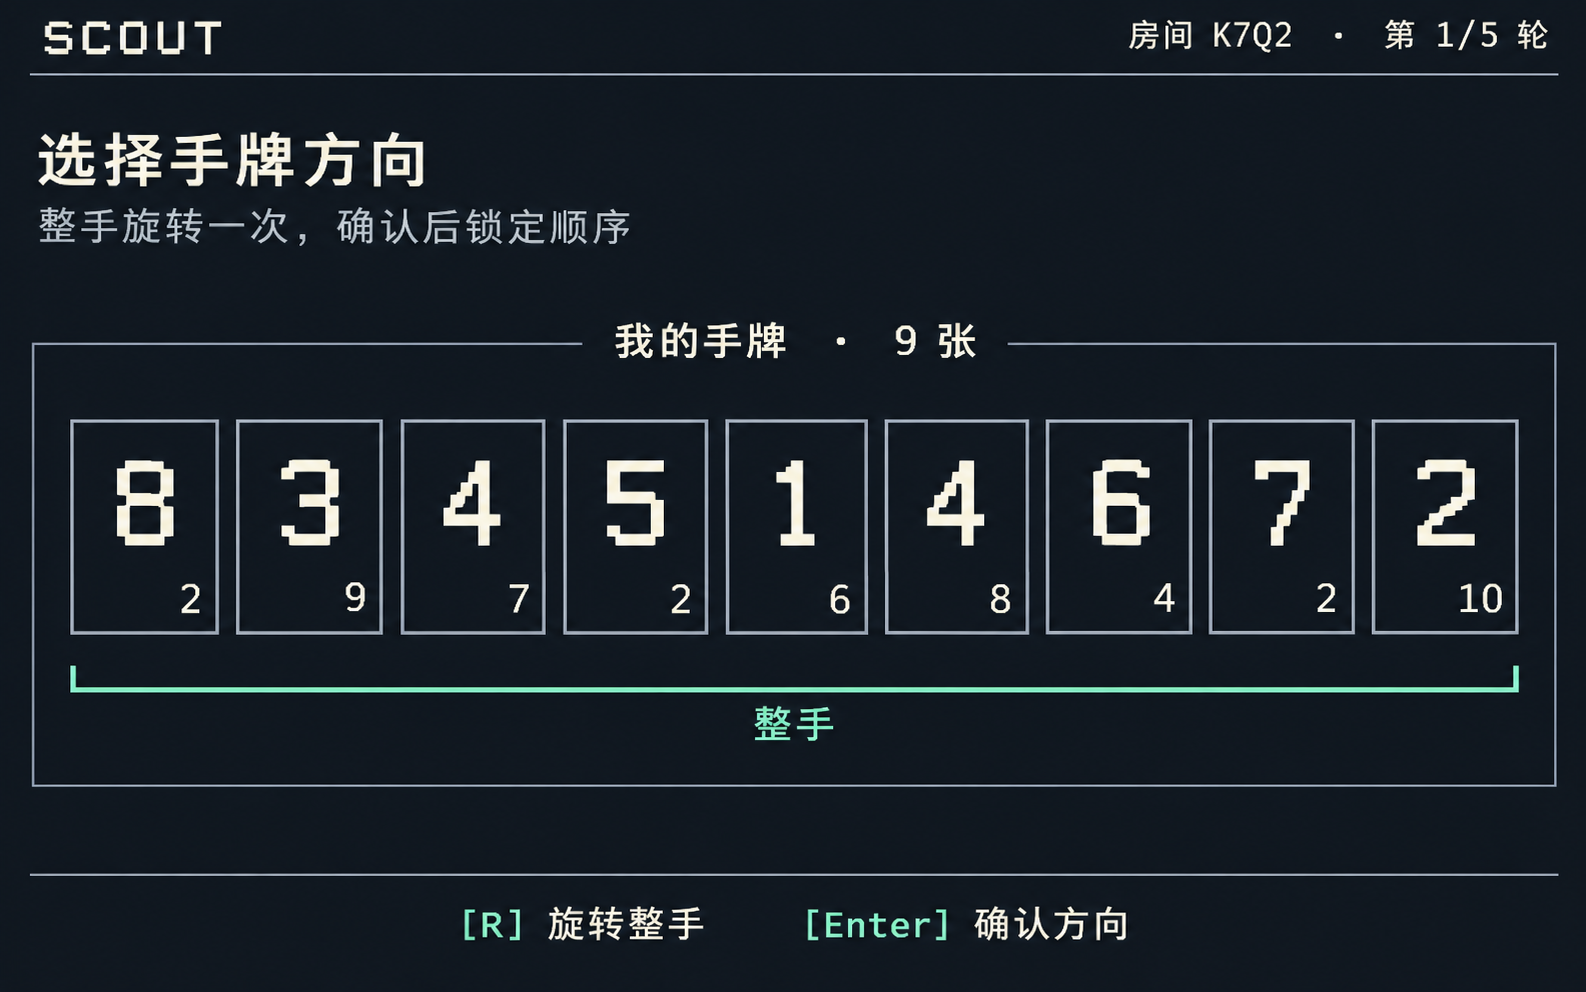 SCOUT
房间 K7Q2 · 第 1/5 轮
选择手牌方向
整手旋转一次，确认后锁定顺序
我的手牌 · 9 张
8 3 4 5 1 4 6 7 2
2 9 7 2 6 8 4 2 10
整手
[R] 旋转整手 [Enter] 确认方向